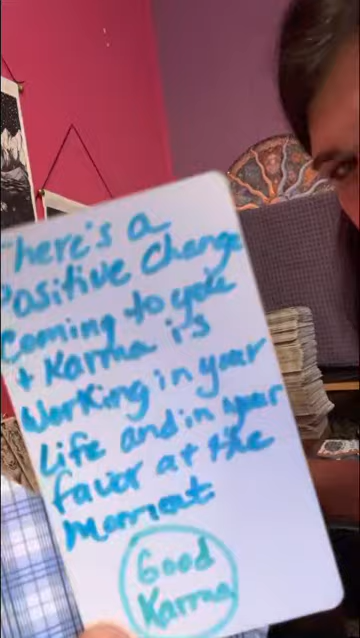 There's a
Positive Change
Coming to you
+ Karma is
Working in your
Life and in your
favor at the
Moment
Good
Karma